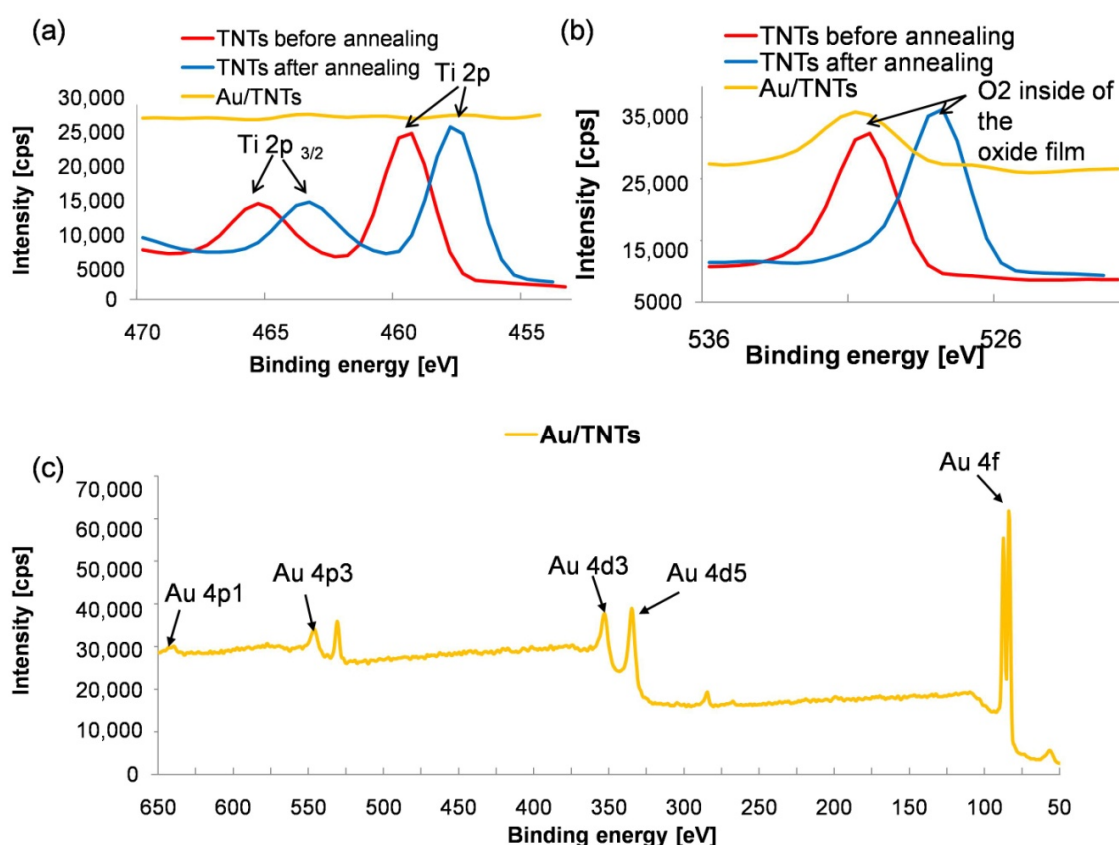 (a)
TNTs before annealing
TNTs after annealing
Au/TNTs
Ti 2p
Ti 2p 3/2
Intensity [cps]
30,000
25,000
20,000
15,000
10,000
5000
0
470
465
460
455
Binding energy [eV]
(b)
TNTs before annealing
TNTs after annealing
Au/TNTs
O2 inside of
the
oxide film
Intensity [cps]
35,000
25,000
15,000
5000
536
526
Binding energy [eV]
Au/TNTs
(c)
Au 4f
Au 4p1
Au 4p3
Au 4d3
Au 4d5
Intensity [cps]
70,000
60,000
50,000
40,000
30,000
20,000
10,000
0
650
600
550
500
450
400
350
300
250
200
150
100
50
Binding energy [eV]